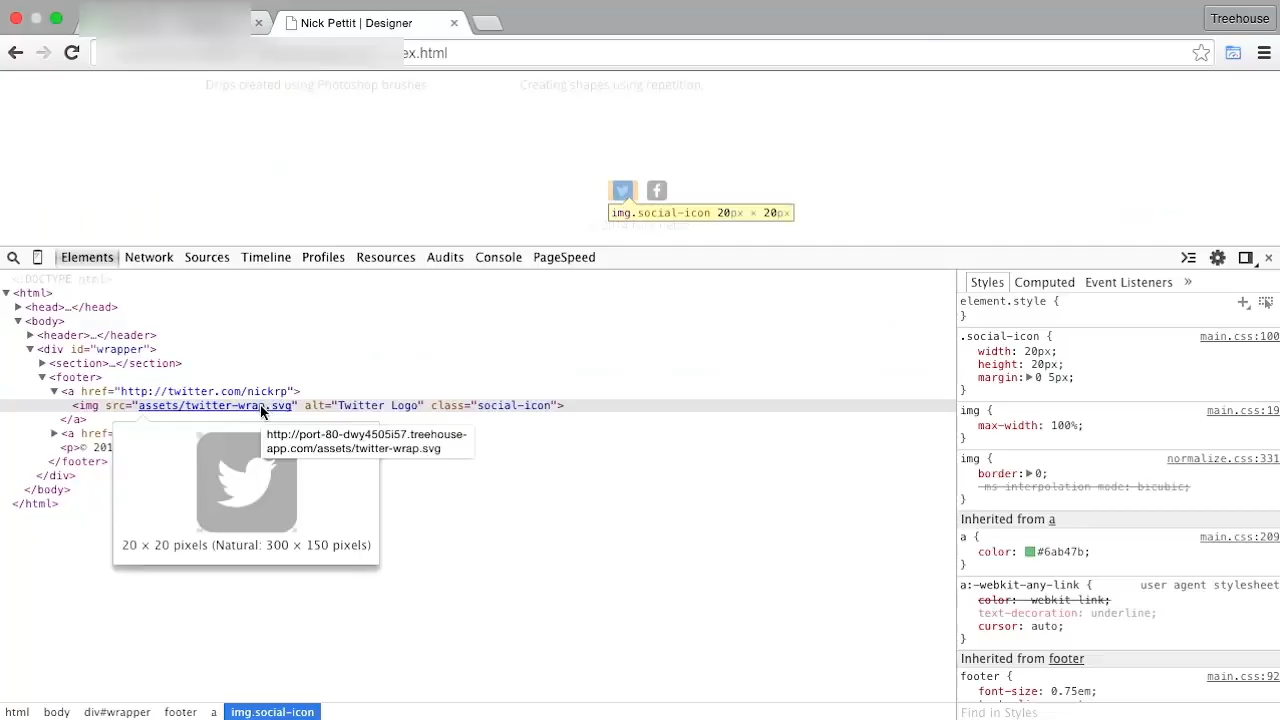 Nick Pettit | Designer
Treehouse
ex.html
Drips created using Photoshop brushes
Creating shapes using repetition
img.social-icon 20px × 20px
Elements Network Sources Timeline Profiles Resources Audits Console PageSpeed
<!DOCTYPE html>
<html>
<head>…</head>
<body>
<header>…</header>
<div id="wrapper">
<section>…</section>
<footer>
<a href="http://twitter.com/nickrp">
<img src="assets/twitter-wrap.svg" alt="Twitter Logo" class="social-icon">
</a>
<a href=
<p>© 201
</footer>
</div>
</body>
</html>
http://port-80-dwy4505i57.treehouse-
app.com/assets/twitter-wrap.svg
20 × 20 pixels (Natural: 300 × 150 pixels)
Styles Computed Event Listeners »
element.style {
}
.social-icon { main.css:100
width: 20px;
height: 20px;
margin: 0 5px;
}
img { main.css:19
max-width: 100%;
}
img { normalize.css:331
border: 0;
-ms-interpolation-mode: bicubic;
}
Inherited from a
a { main.css:209
color: #6ab47b;
}
a:-webkit-any-link { user agent stylesheet
color: -webkit-link;
text-decoration: underline;
cursor: auto;
}
Inherited from footer
footer { main.css:92
font-size: 0.75em;
Find in Styles
html body div#wrapper footer a img.social-icon